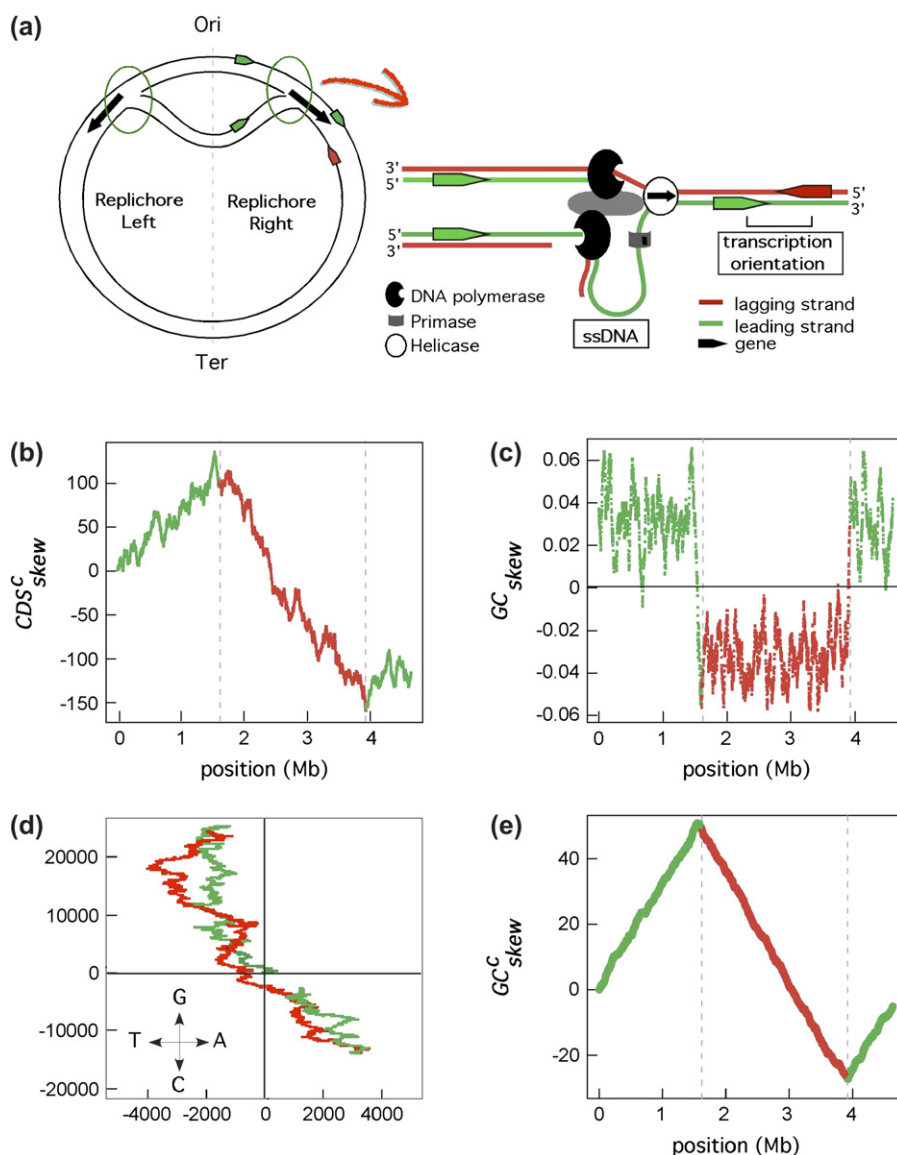 (a)
Ori
Replichore
Left
Replichore
Right
Ter
3'
5'
5'
3'
5'
3'
transcription
orientation
DNA polymerase
Primase
Helicase
ssDNA
lagging strand
leading strand
gene
(b)
CDS^C skew
100
50
0
-50
-100
-150
0 1 2 3 4
position (Mb)
(c)
GC skew
0.06
0.04
0.02
0
-0.02
-0.04
-0.06
0 1 2 3 4
position (Mb)
(d)
20000
10000
0
-10000
-20000
G
T A
C
-4000 -2000 0 2000 4000
(e)
GC^C skew
40
20
0
-20
0 1 2 3 4
position (Mb)